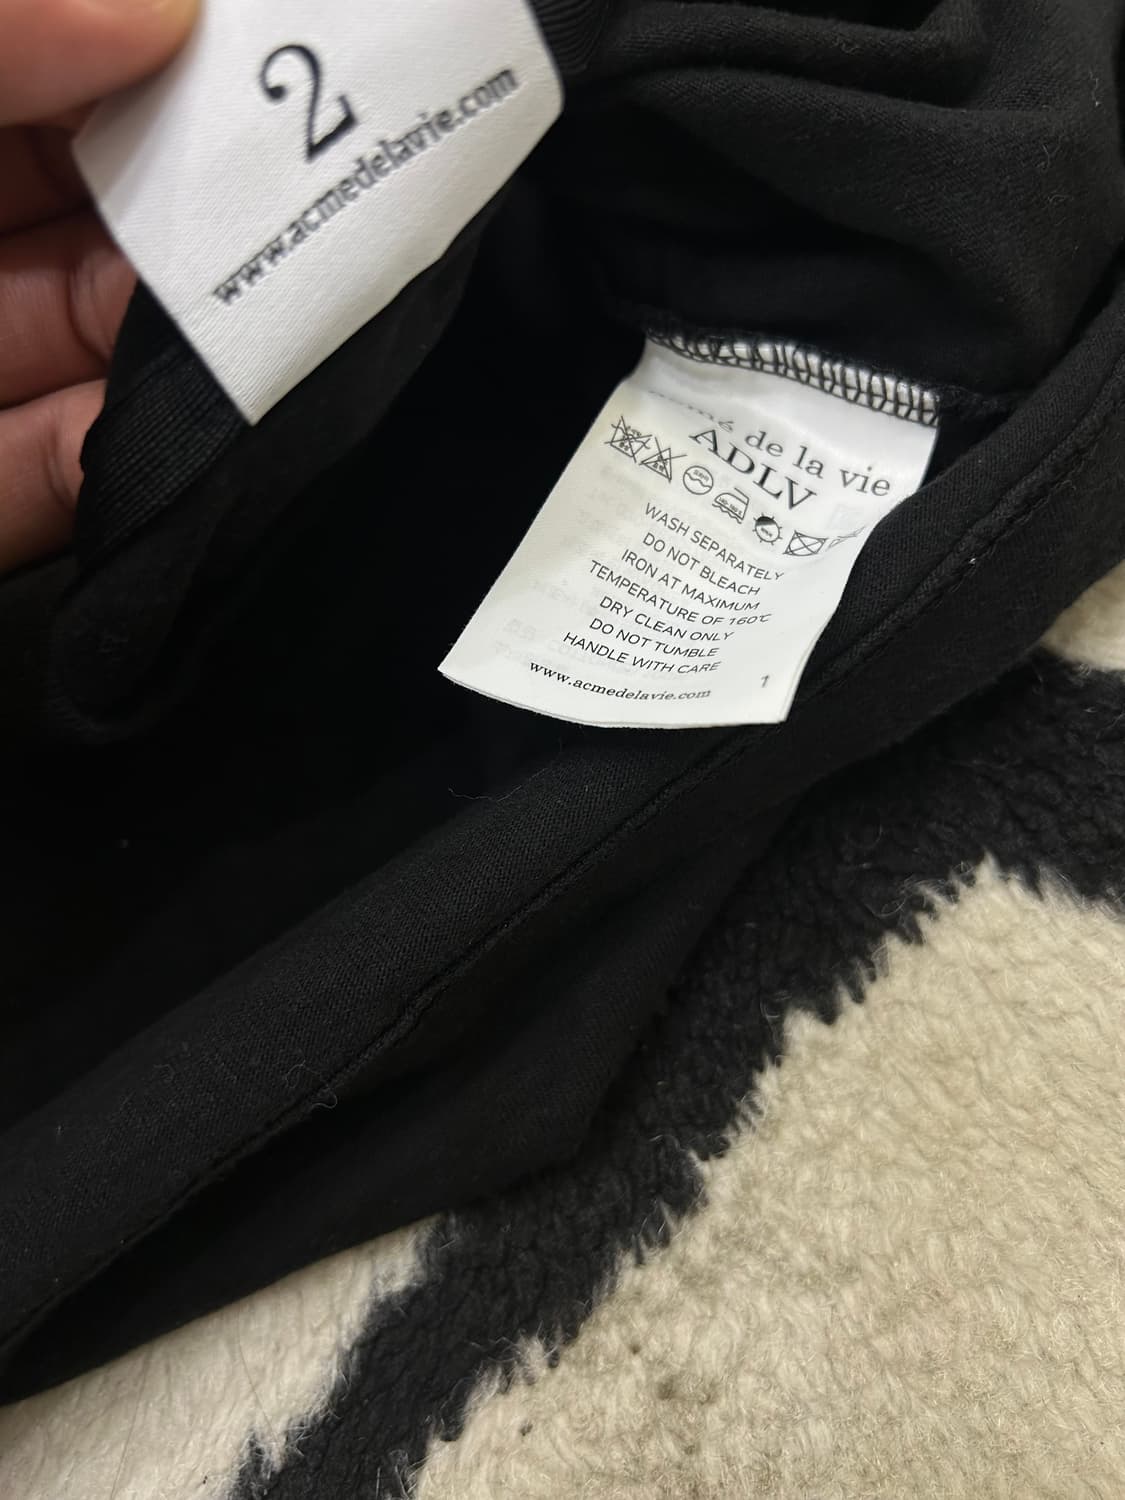 2
www.acmedelavie.com
de la vie
ADLV
WASH SEPARATELY
DO NOT BLEACH
IRON AT MAXIMUM
TEMPERATURE OF 160℃
DRY CLEAN ONLY
DO NOT TUMBLE
HANDLE WITH CARE
www.acmedelavie.com
1